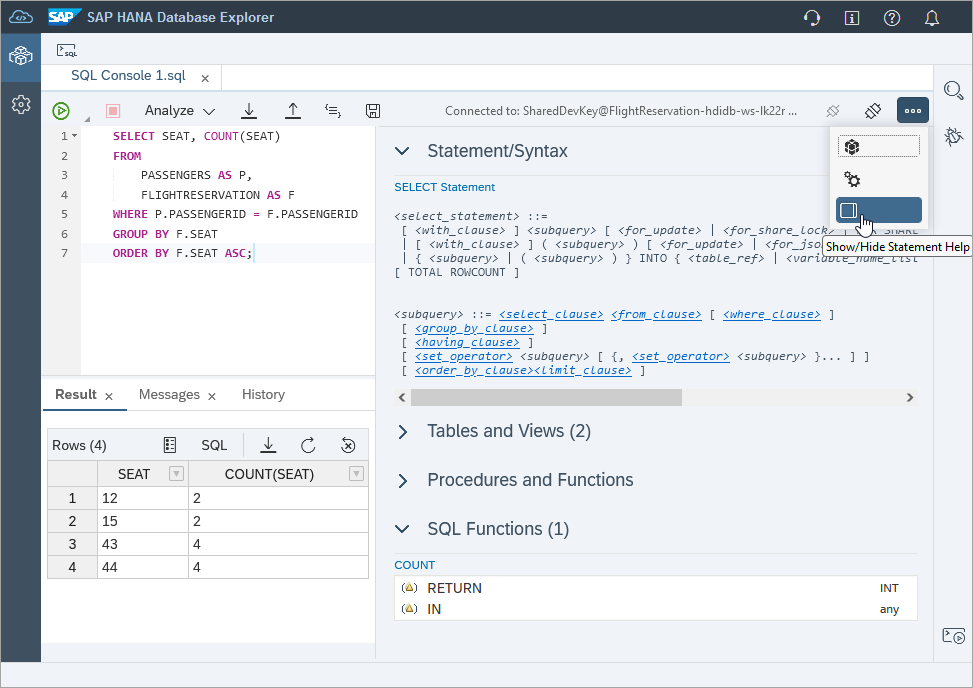 SAP SAP HANA Database Explorer
SQL
SQL Console 1.sql
Analyze
Connected to: SharedDevKey@FlightReservation-hdidb-ws-lk22r ...
1 SELECT SEAT, COUNT(SEAT)
2 FROM
3 PASSENGERS AS P,
4 FLIGHTRESERVATION AS F
5 WHERE P.PASSENGERID = F.PASSENGERID
6 GROUP BY F.SEAT
7 ORDER BY F.SEAT ASC;
Statement/Syntax
SELECT Statement
<select_statement> ::=
[ <with_clause> ] <subquery> [ <for_update> | <for_share_lock> | SHARE
| [ <with_clause> ] ( <subquery> ) [ <for_update> | <for_jso
| { <subquery> | ( <subquery> ) } INTO { <table_ref> | <variable_name_list
[ TOTAL ROWCOUNT ]
<subquery> ::= <select_clause> <from_clause> [ <where_clause> ]
[ <group_by_clause> ]
[ <having_clause> ]
[ <set_operator> <subquery> [ {, <set_operator> <subquery> }... ] ]
[ <order_by_clause><limit_clause> ]
Show/Hide Statement Help
Tables and Views (2)
Procedures and Functions
SQL Functions (1)
COUNT
RETURN INT
IN any
Result Messages History
Rows (4) SQL
SEAT COUNT(SEAT)
1 12 2
2 15 2
3 43 4
4 44 4